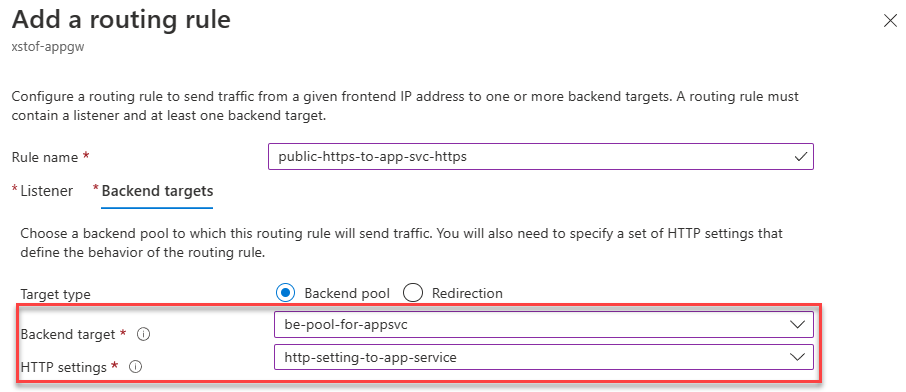 Add a routing rule
xstof-appgw
Configure a routing rule to send traffic from a given frontend IP address to one or more backend targets. A routing rule must
contain a listener and at least one backend target.
Rule name * public-https-to-app-svc-https
* Listener * Backend targets
Choose a backend pool to which this routing rule will send traffic. You will also need to specify a set of HTTP settings that
define the behavior of the routing rule.
Target type Backend pool Redirection
Backend target * be-pool-for-appsvc
HTTP settings * http-setting-to-app-service